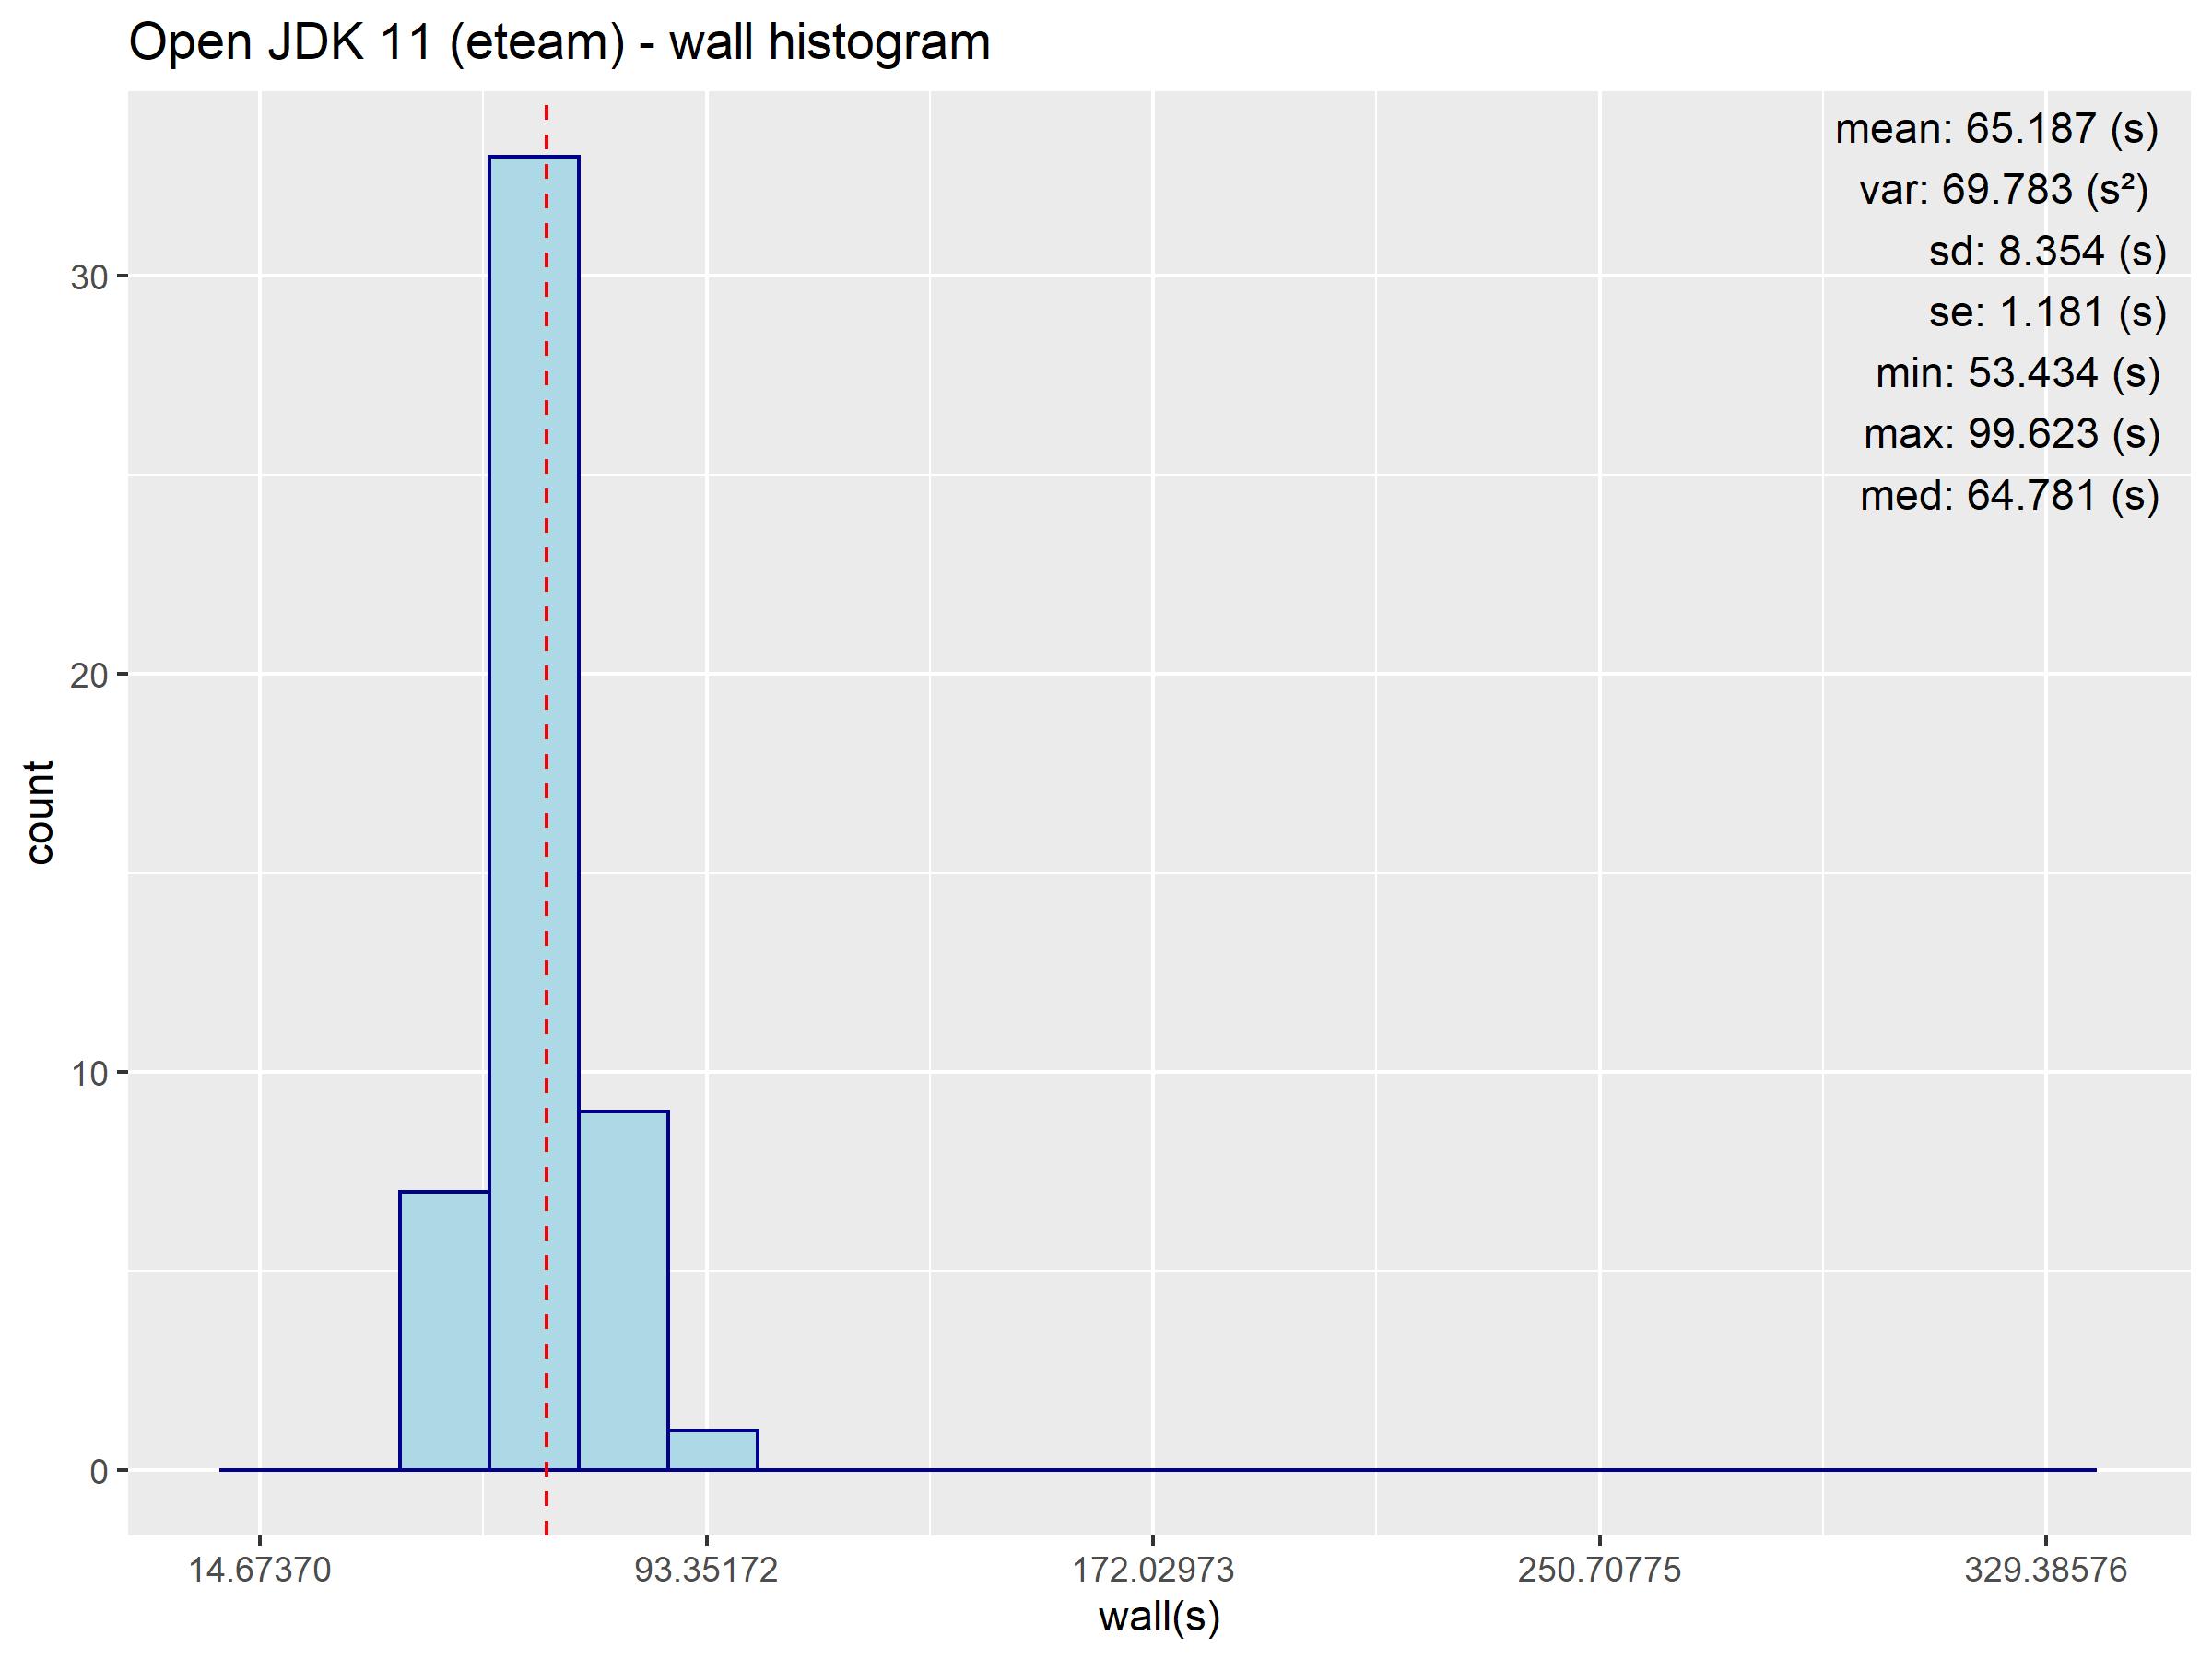 Open JDK 11 (eteam) - wall histogram
mean: 65.187 (s)
var: 69.783 (s²)
sd: 8.354 (s)
se: 1.181 (s)
min: 53.434 (s)
max: 99.623 (s)
med: 64.781 (s)
30
20
10
0
count
14.67370 93.35172 172.02973 250.70775 329.38576
wall(s)